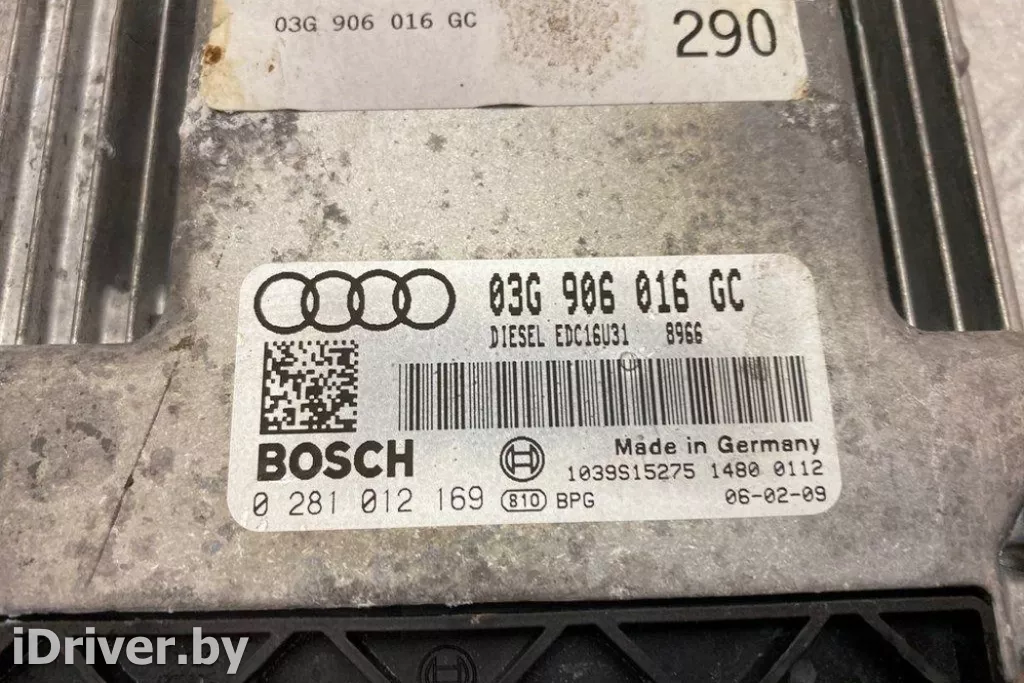 03G 906 016 GC
290
03G 906 016 GC
DIESEL EDC16U31 8966
BOSCH
Made in Germany
1039S15275 1480 0112
0 281 012 169 810 BPG 06-02-09
iDriver.by